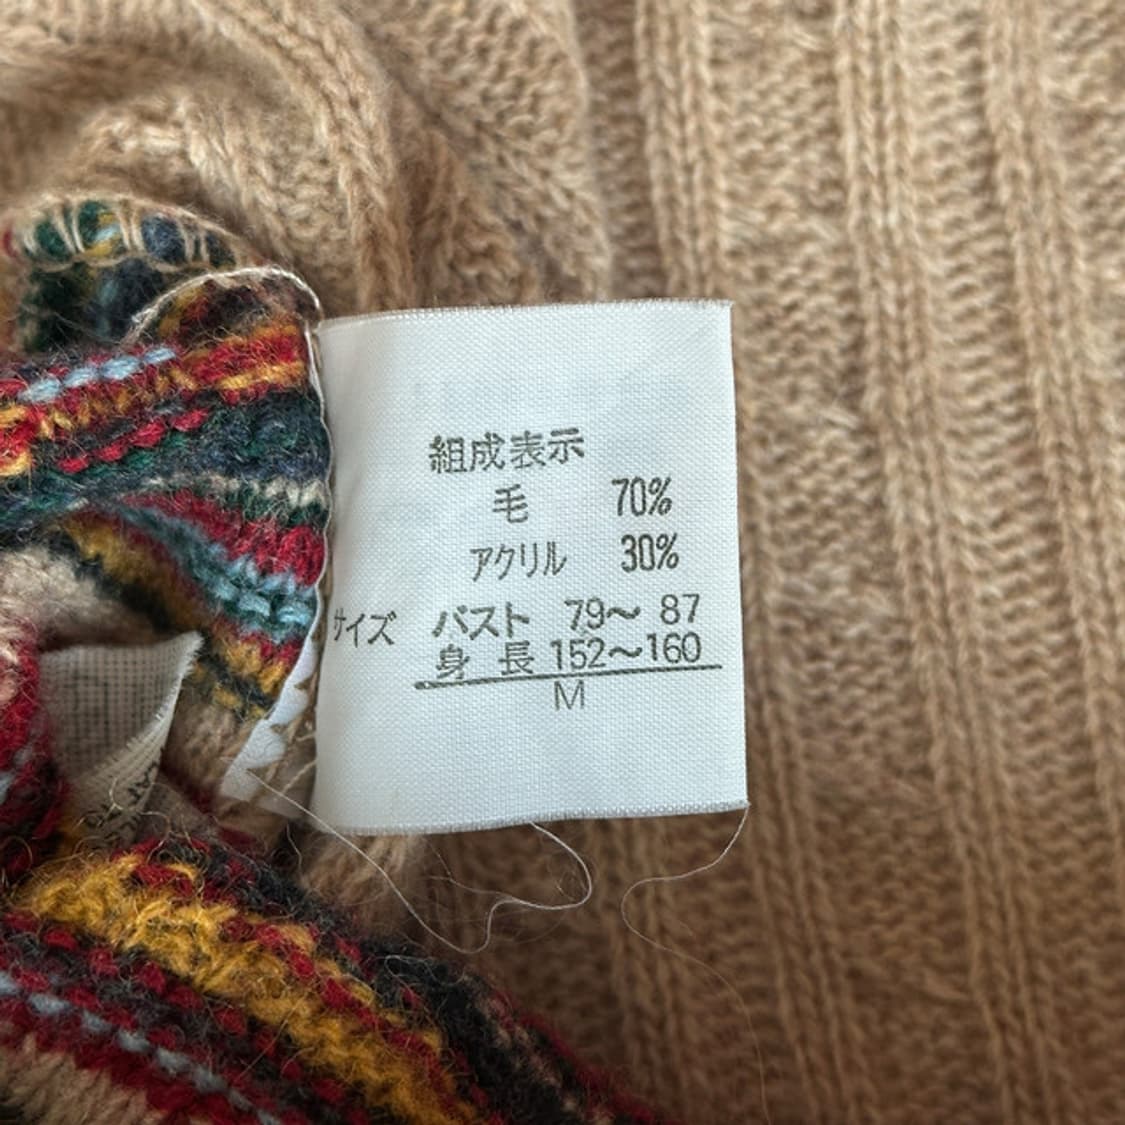 組成表示
毛 70%
アクリル 30%
サイズ バスト 79〜 87
身長 152〜160
M